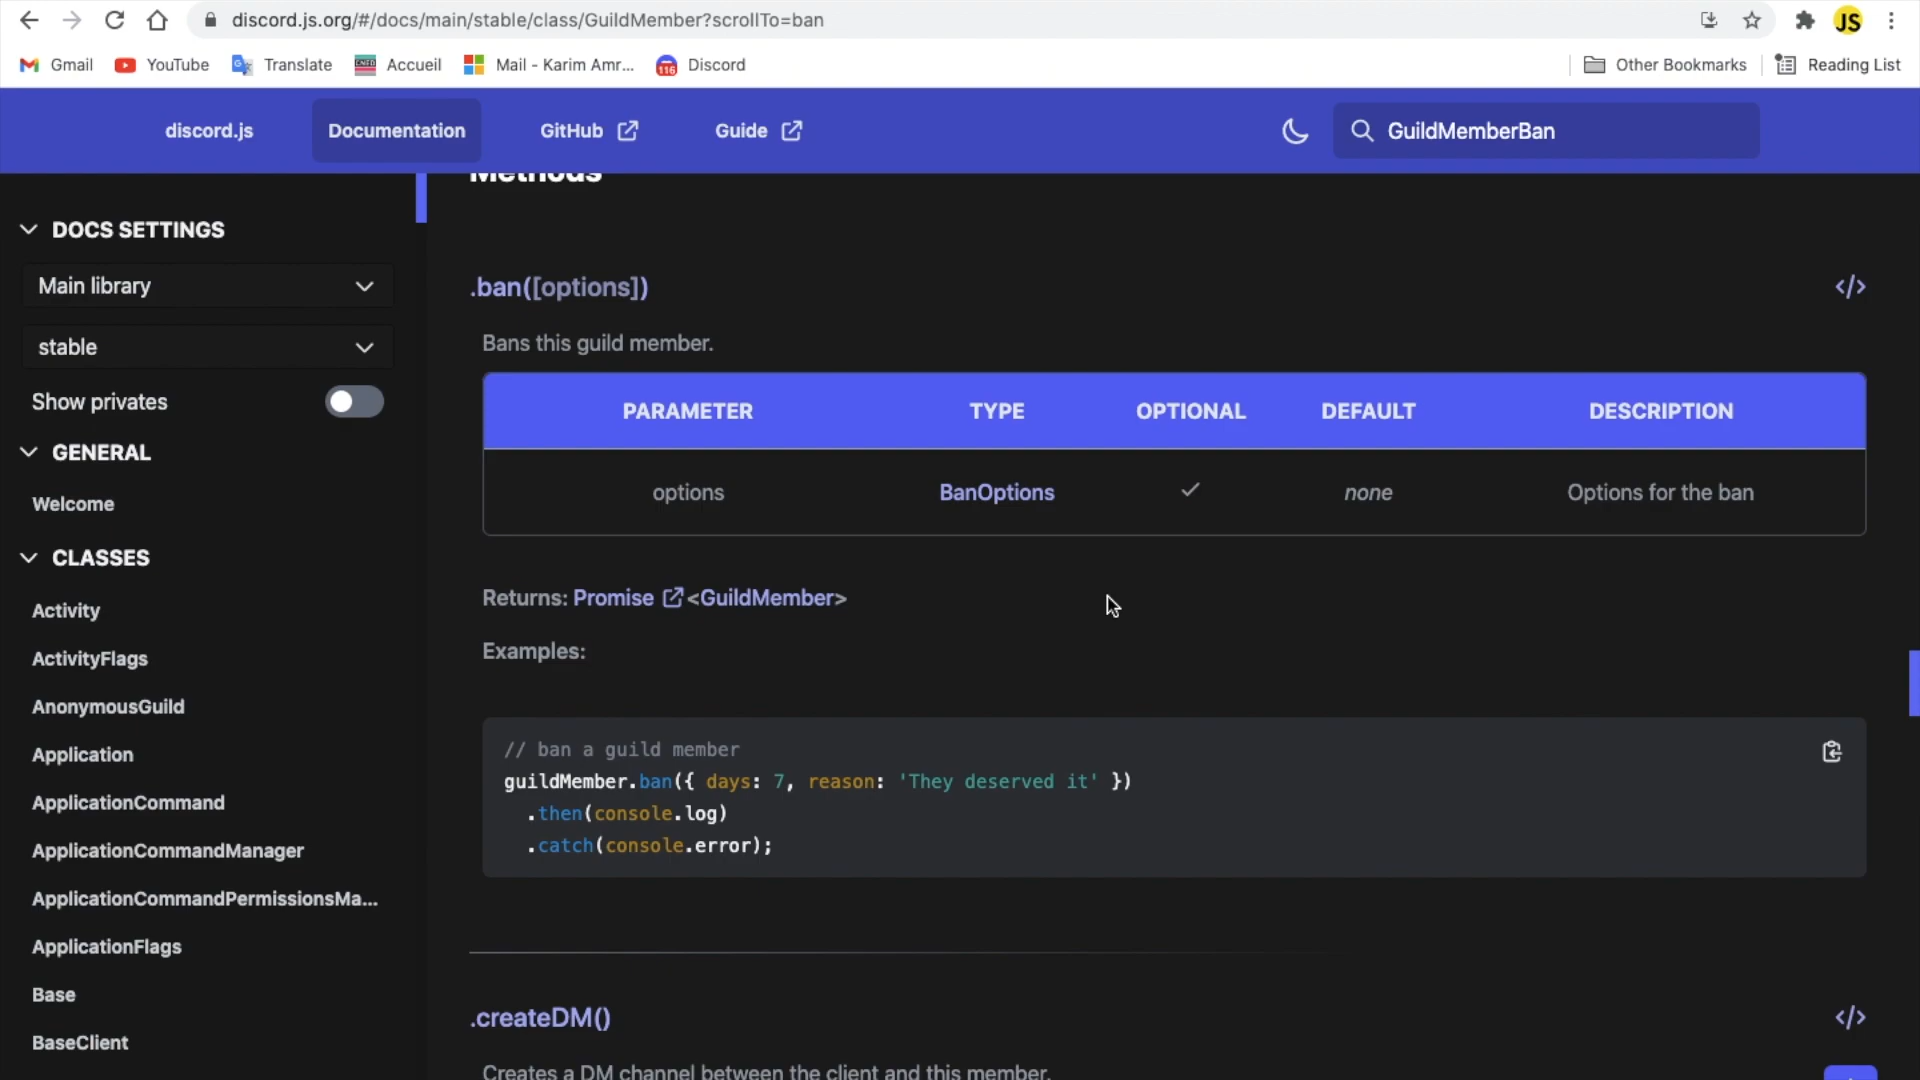 discord.js.org/#/docs/main/stable/class/GuildMember?scrollTo=ban
JS
Gmail
YouTube
Translate
CNED
Accueil
Mail - Karim Amr...
116
Discord
Other Bookmarks
Reading List
discord.js
Documentation
GitHub
Guide
GuildMemberBan
Methods
DOCS SETTINGS
Main library
stable
Show privates
GENERAL
Welcome
CLASSES
Activity
ActivityFlags
AnonymousGuild
Application
ApplicationCommand
ApplicationCommandManager
ApplicationCommandPermissionsMa...
ApplicationFlags
Base
BaseClient
.ban([options])
</>
Bans this guild member.
PARAMETER TYPE OPTIONAL DEFAULT DESCRIPTION
options BanOptions ✓ none Options for the ban
Returns: Promise <GuildMember>
Examples:
// ban a guild member
guildMember.ban({ days: 7, reason: 'They deserved it' })
.then(console.log)
.catch(console.error);
.createDM()
</>
Creates a DM channel between the client and this member.